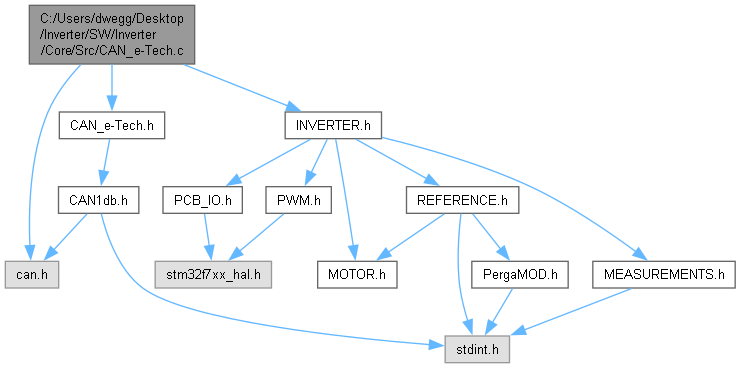 C:/Users/dwegg/Desktop
/Inverter/SW/Inverter
/Core/Src/CAN_e-Tech.c
CAN_e-Tech.h
INVERTER.h
CAN1db.h
PCB_IO.h
PWM.h
REFERENCE.h
can.h
stm32f7xx_hal.h
MOTOR.h
PergaMOD.h
MEASUREMENTS.h
stdint.h